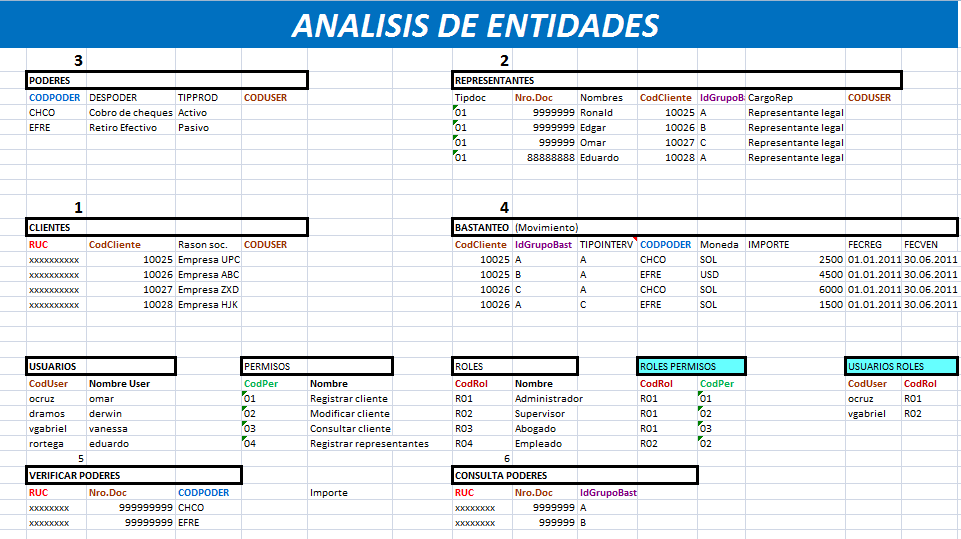 ANALISIS DE ENTIDADES
3 2
PODERES REPRESENTANTES
CODPODER DESPODER TIPPROD CODUSER Tipdoc Nro.Doc Nombres CodCliente IdGrupoB CargoRep CODUSER
CHCO Cobro de cheques Activo 01 9999999 Ronald 10025 A Representante legal
EFRE Retiro Efectivo Pasivo 01 9999999 Edgar 10026 B Representante legal
01 999999 Omar 10027 C Representante legal
01 88888888 Eduardo 10028 A Representante legal
1 4
CLIENTES BASTANTEO (Movimiento)
RUC CodCliente Rason soc. CODUSER CodCliente IdGrupoBast TIPOINTERV CODPODER Moneda IMPORTE FECREG FECVEN
xxxxxxxxxx 10025 Empresa UPC 10025 A A CHCO SOL 2500 01.01.2011 30.06.2011
xxxxxxxxxx 10026 Empresa ABC 10025 B A EFRE USD 4500 01.01.2011 30.06.2011
xxxxxxxxxx 10027 Empresa ZXD 10026 C A CHCO SOL 6000 01.01.2011 30.06.2011
xxxxxxxxxx 10028 Empresa HJK 10026 A C EFRE SOL 1500 01.01.2011 30.06.2011
USUARIOS PERMISOS ROLES ROLES PERMISOS USUARIOS ROLES
CodUser Nombre User CodPer Nombre CodRol Nombre CodRol CodPer CodUser CodRol
ocruz omar 01 Registrar cliente R01 Administrador R01 01 ocruz R01
dramos derwin 02 Modificar cliente R02 Supervisor R01 02 vgabriel R02
vgabriel vanessa 03 Consultar cliente R03 Abogado R01 03
rortega eduardo 04 Registrar representantes R04 Empleado R02 02
5 6
VERIFICAR PODERES CONSULTA PODERES
RUC Nro.Doc CODPODER Importe RUC Nro.Doc IdGrupoBast
xxxxxxxx 999999999 CHCO xxxxxxxx 9999999 A
xxxxxxxx 99999999 EFRE xxxxxxxx 999999 B